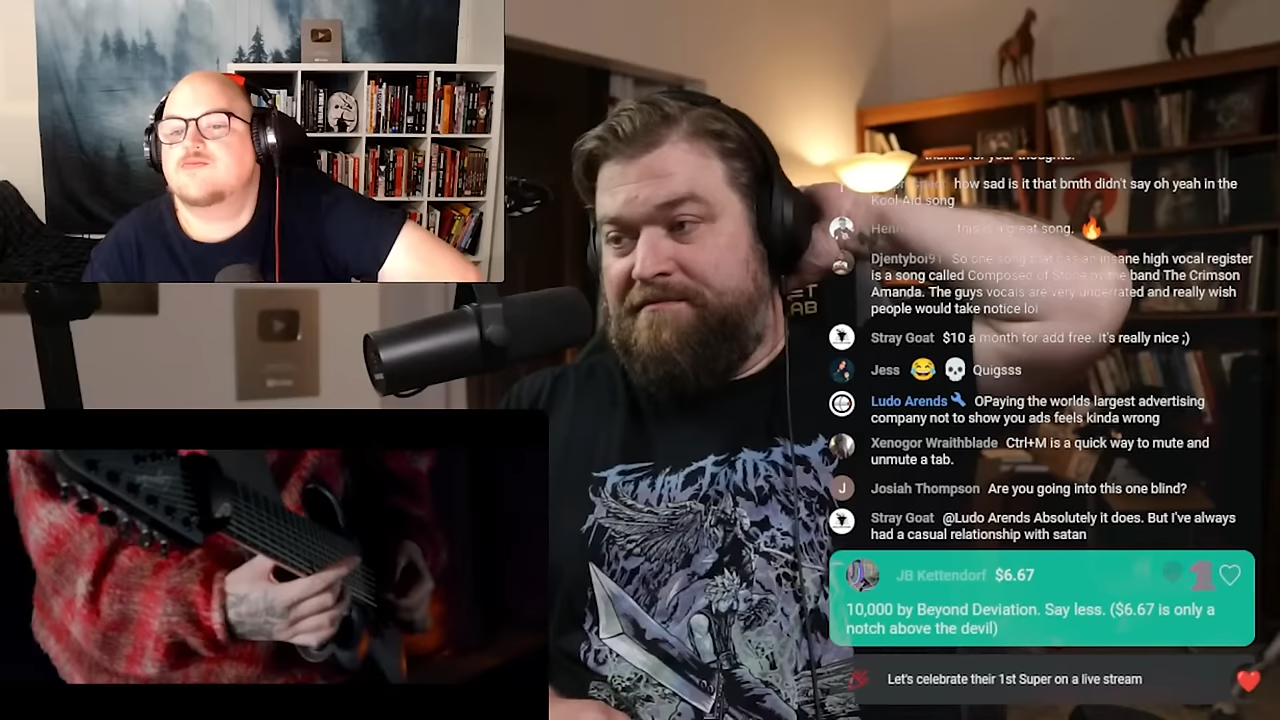 thanks for your thoughts.
how sad is it that bmth didn't say oh yeah in the
Kool-Aid song
this is a great song. 🔥
Djentyboi91 So one song that has an insane high vocal register
is a song called Composed of Stone by the band The Crimson
Amanda. The guys vocals are very underrated and really wish
people would take notice lol
Stray Goat $10 a month for add free. It's really nice ;)
Jess 😂 💀 Quigsss
Ludo Arends OPaying the worlds largest advertising
company not to show you ads feels kinda wrong
Xenogor Wraithblade Ctrl+M is a quick way to mute and
unmute a tab.
J Josiah Thompson Are you going into this one blind?
Stray Goat @Ludo Arends Absolutely it does. But I've always
had a casual relationship with satan
JB Kettendorf $6.67
10,000 by Beyond Deviation. Say less. ($6.67 is only a
notch above the devil)
Let's celebrate their 1st Super on a live stream